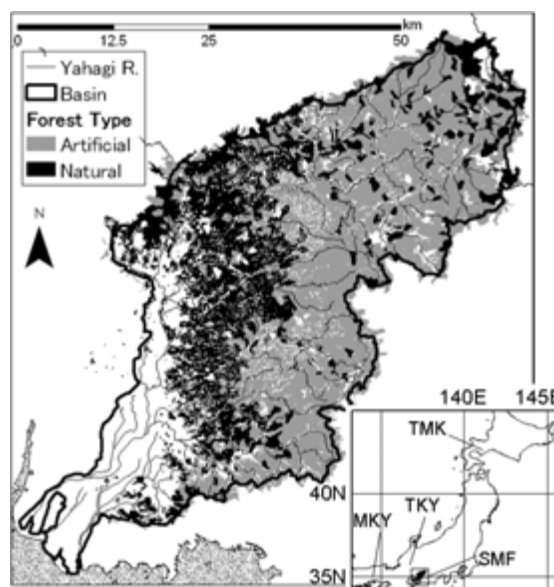 km
0 12.5 25 50
Yahagi R.
Basin
Forest Type
Artificial
Natural
N
140E 145E
TMK
40N
TKY
MKY
SMF
35N